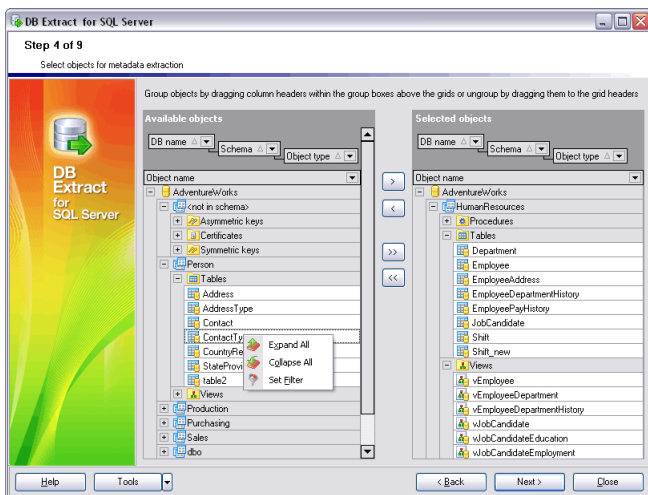 DB Extract for SQL Server
Step 4 of 9
Select objects for metadata extraction
Group objects by dragging column headers within the group boxes above the grids or ungroup by dragging them to the grid headers
DB
Extract
for
SQL Server
Available objects
DB name
Schema
Object type
Object name
AdventureWorks
<not in schema>
Asymmetric keys
Certificates
Symmetric keys
Person
Tables
Address
AddressType
Contact
ContactTy
CountryRe
StateProvi
table2
Views
Production
Purchasing
Sales
dbo
Expand All
Collapse All
Set Filter
>
<
>>
<<
Selected objects
DB name
Schema
Object type
Object name
AdventureWorks
HumanResources
Procedures
Tables
Department
Employee
EmployeeAddress
EmployeeDepartmentHistory
EmployeePayHistory
JobCandidate
Shift
Shift_new
Views
vEmployee
vEmployeeDepartment
vEmployeeDepartmentHistory
vJobCandidate
vJobCandidateEducation
vJobCandidateEmployment
Help
Tools
< Back
Next >
Close